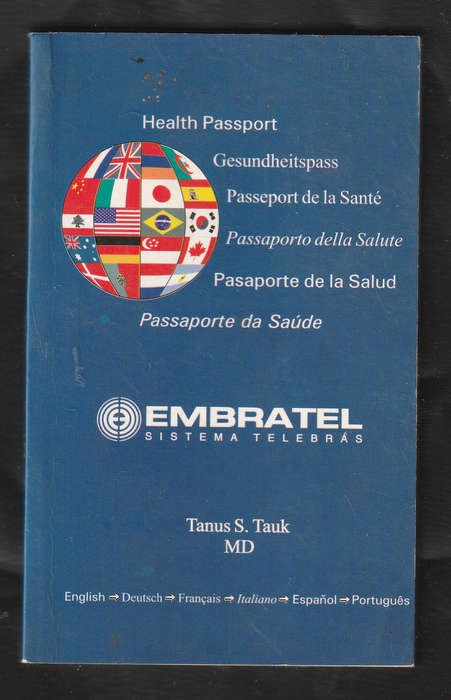 Health Passport
Gesundheitspass
Passeport de la Santé
Passaporto della Salute
Pasaporte de la Salud
Passaporte da Saúde
EMBRATEL
SISTEMA TELEBRÁS
Tanus S. Tauk
MD
English ⇒ Deutsch ⇒ Français ⇒ Italiano ⇒ Español ⇒ Português